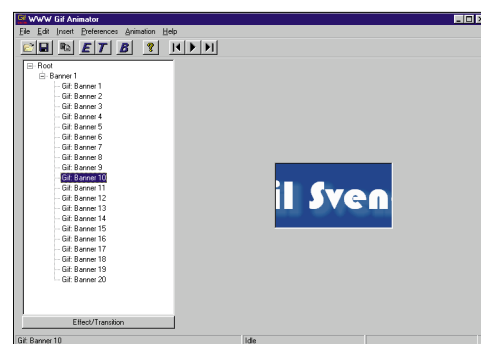 WWW Gif Animator
File Edit Insert Preferences Animation Help
E T B ?
Root
Banner 1
Gif: Banner 1
Gif: Banner 2
Gif: Banner 3
Gif: Banner 4
Gif: Banner 5
Gif: Banner 6
Gif: Banner 7
Gif: Banner 8
Gif: Banner 9
Gif: Banner 10
Gif: Banner 11
Gif: Banner 12
Gif: Banner 13
Gif: Banner 14
Gif: Banner 15
Gif: Banner 16
Gif: Banner 17
Gif: Banner 18
Gif: Banner 19
Gif: Banner 20
il Sven
Effect/Transition
Gif: Banner 10 Idle